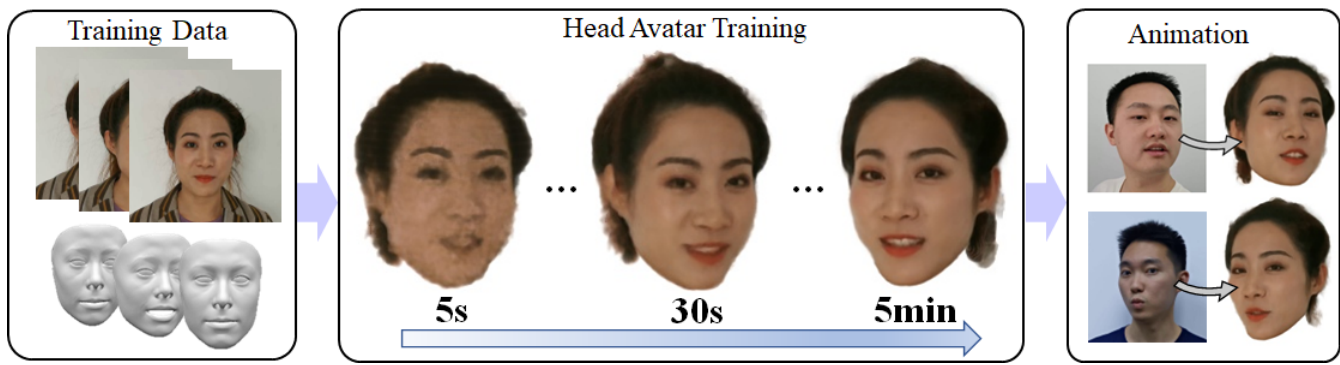 Training Data
Head Avatar Training
Animation
... ...
5s 30s 5min